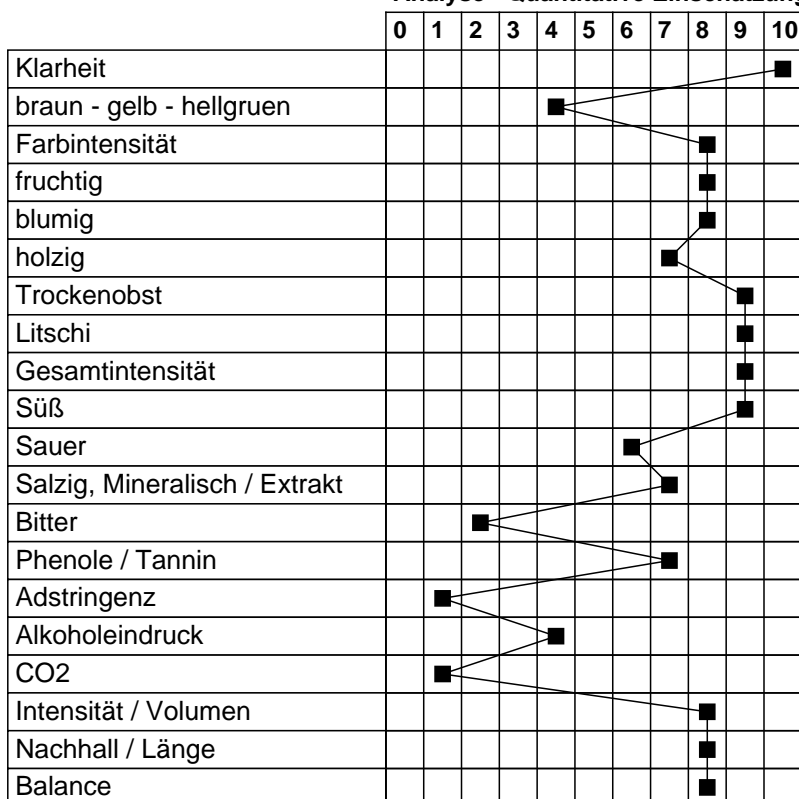 0 1 2 3 4 5 6 7 8 9 10
Klarheit
braun - gelb - hellgruen
Farbintensität
fruchtig
blumig
holzig
Trockenobst
Litschi
Gesamtintensität
Süß
Sauer
Salzig, Mineralisch / Extrakt
Bitter
Phenole / Tannin
Adstringenz
Alkoholeindruck
CO2
Intensität / Volumen
Nachhall / Länge
Balance